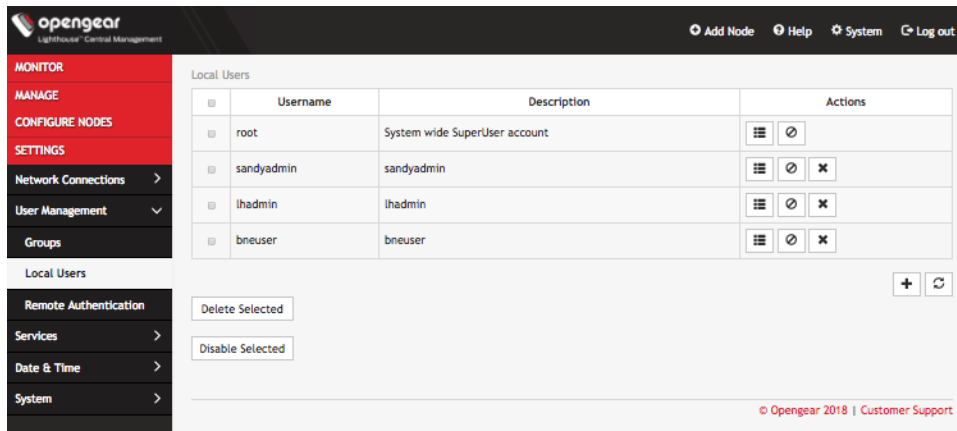 opengear
Lighthouse™ Central Management
Add Node Help System Log out
MONITOR
MANAGE
CONFIGURE NODES
SETTINGS
Network Connections
User Management
Groups
Local Users
Remote Authentication
Services
Date & Time
System
Local Users
Username Description Actions
root System wide SuperUser account
sandyadmin sandyadmin
lhadmin lhadmin
bneuser bneuser
Delete Selected
Disable Selected
© Opengear 2018 | Customer Support